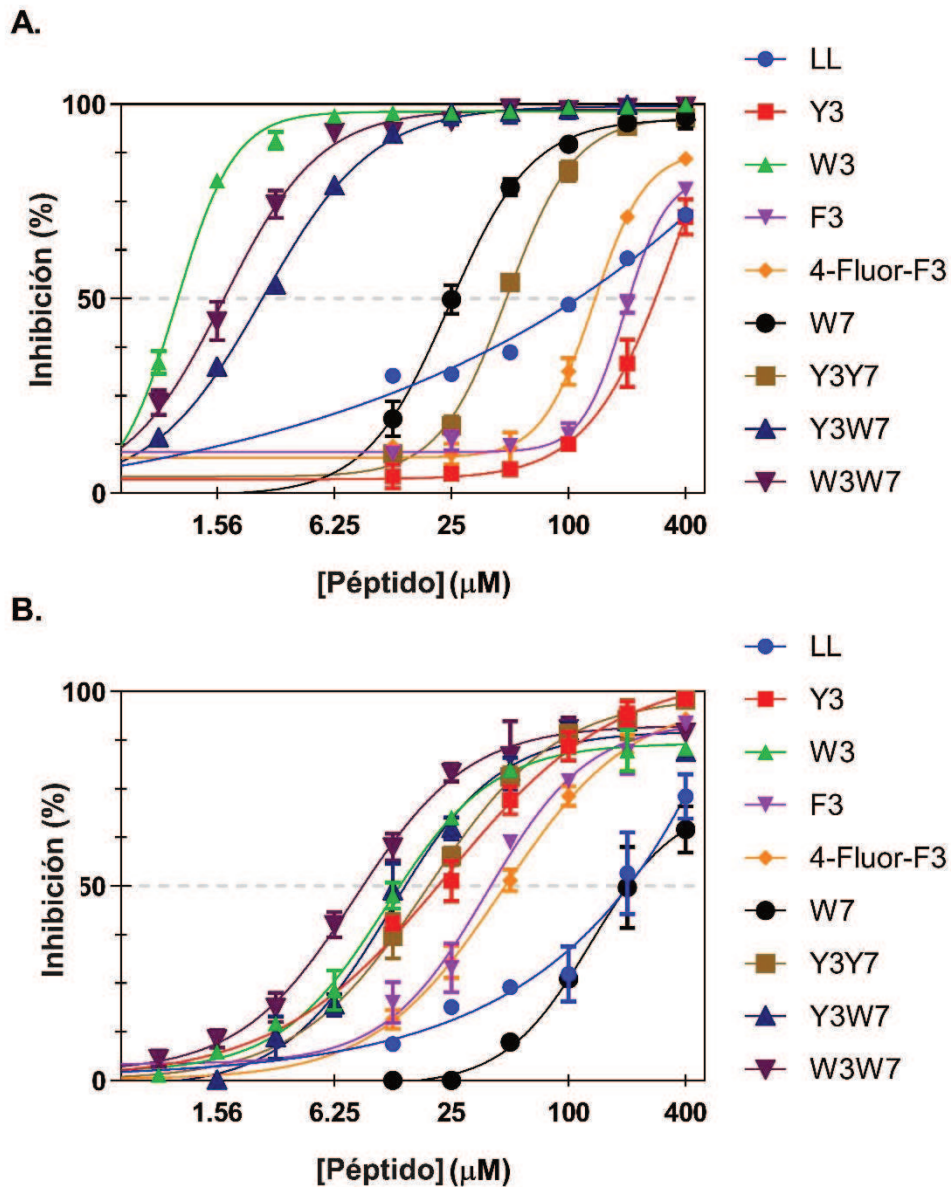 A.
Inhibición (%)
100
50
0
1.56 6.25 25 100 400
[Péptido] (μM)
LL
Y3
W3
F3
4-Fluor-F3
W7
Y3Y7
Y3W7
W3W7
B.
Inhibición (%)
100
50
0
1.56 6.25 25 100 400
[Péptido] (μM)
LL
Y3
W3
F3
4-Fluor-F3
W7
Y3Y7
Y3W7
W3W7